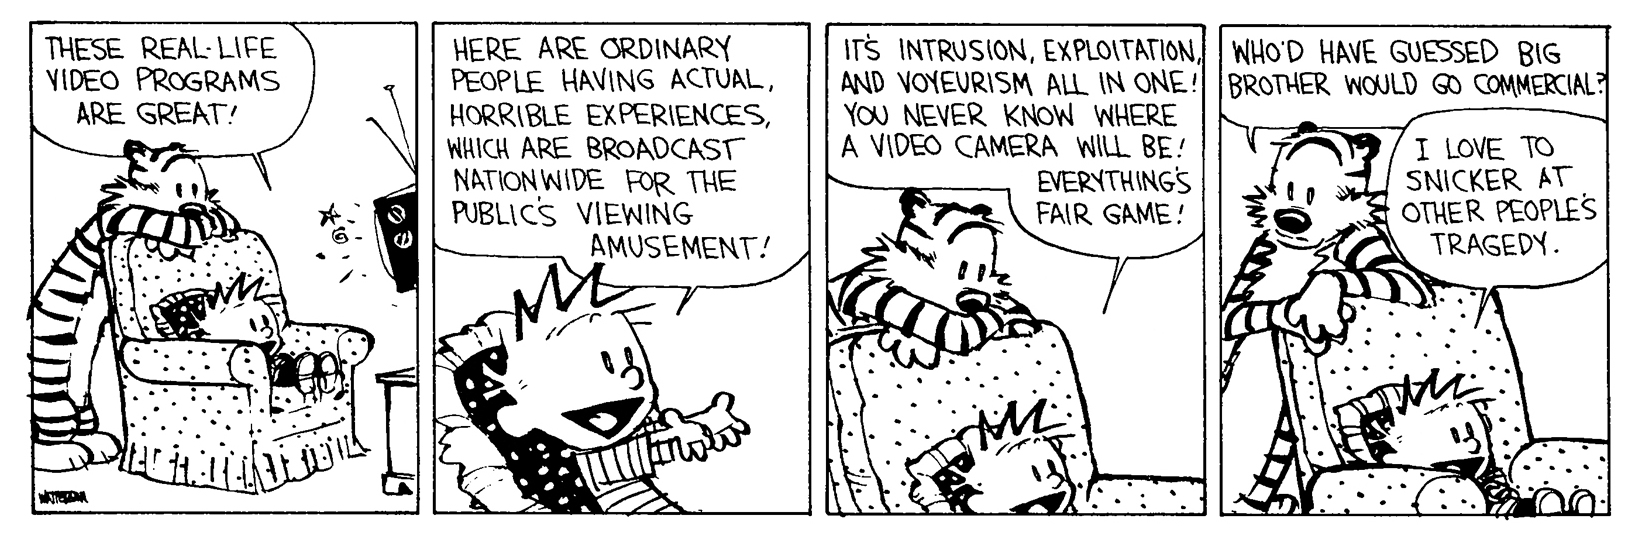 THESE REAL-LIFE
VIDEO PROGRAMS
ARE GREAT!
HERE ARE ORDINARY
PEOPLE HAVING ACTUAL,
HORRIBLE EXPERIENCES,
WHICH ARE BROADCAST
NATIONWIDE FOR THE
PUBLIC'S VIEWING
AMUSEMENT!
IT'S INTRUSION, EXPLOITATION,
AND VOYEURISM ALL IN ONE!
YOU NEVER KNOW WHERE
A VIDEO CAMERA WILL BE!
EVERYTHING'S
FAIR GAME!
WHO'D HAVE GUESSED BIG
BROTHER WOULD GO COMMERCIAL?
I LOVE TO
SNICKER AT
OTHER PEOPLE'S
TRAGEDY.
WATTERSON